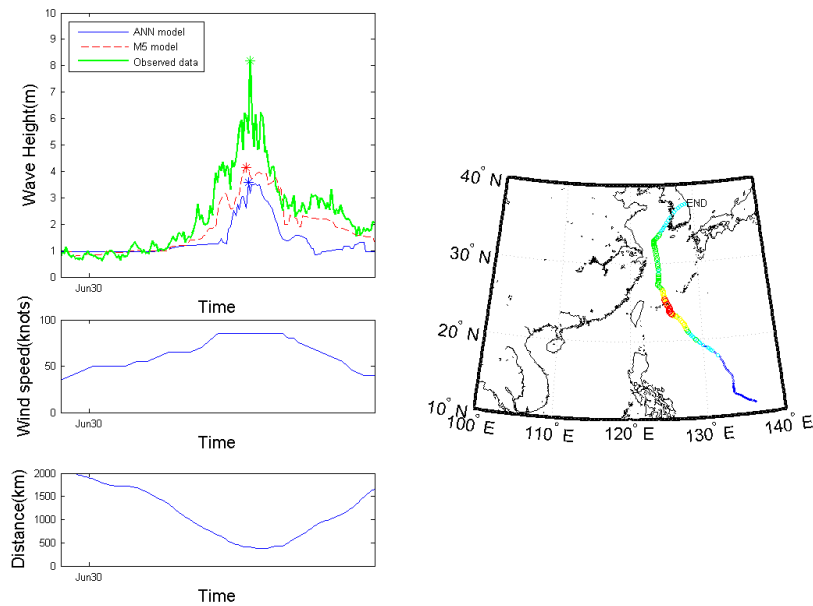 10
9
8
7
6
5
4
3
2
1
0
Wave Height(m)
ANN model
M5 model
Observed data
Jun30
Time
100
50
0
Wind speed(knots)
Jun30
Time
2000
1500
1000
500
0
Distance(km)
Jun30
Time
40° N
30° N
20° N
10° N
100° E
110° E
120° E
130° E
140° E
END